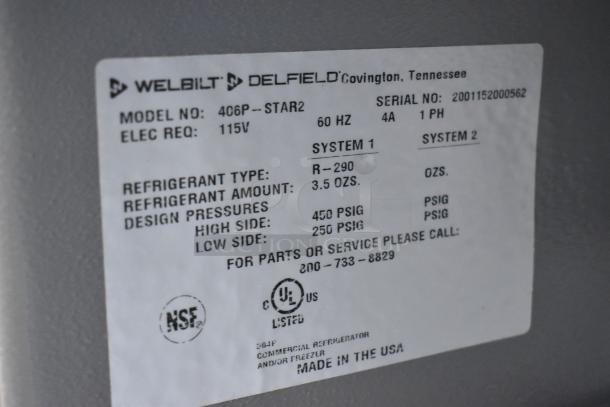 WELBILT DELFIELD Covington, Tennessee
MODEL NO: 406P-STAR2 SERIAL NO: 2001152000562
ELEC REQ: 115V 60 HZ 4A 1 PH
SYSTEM 1 SYSTEM 2
REFRIGERANT TYPE: R-290
REFRIGERANT AMOUNT: 3.5 OZS. OZS.
DESIGN PRESSURES
HIGH SIDE: 450 PSIG PSIG
LOW SIDE: 250 PSIG PSIG
FOR PARTS OR SERVICE PLEASE CALL:
800-733-8829
C UL US
LISTED
NSF
COMMERCIAL REFRIGERATOR
AND/OR FREEZER
MADE IN THE USA